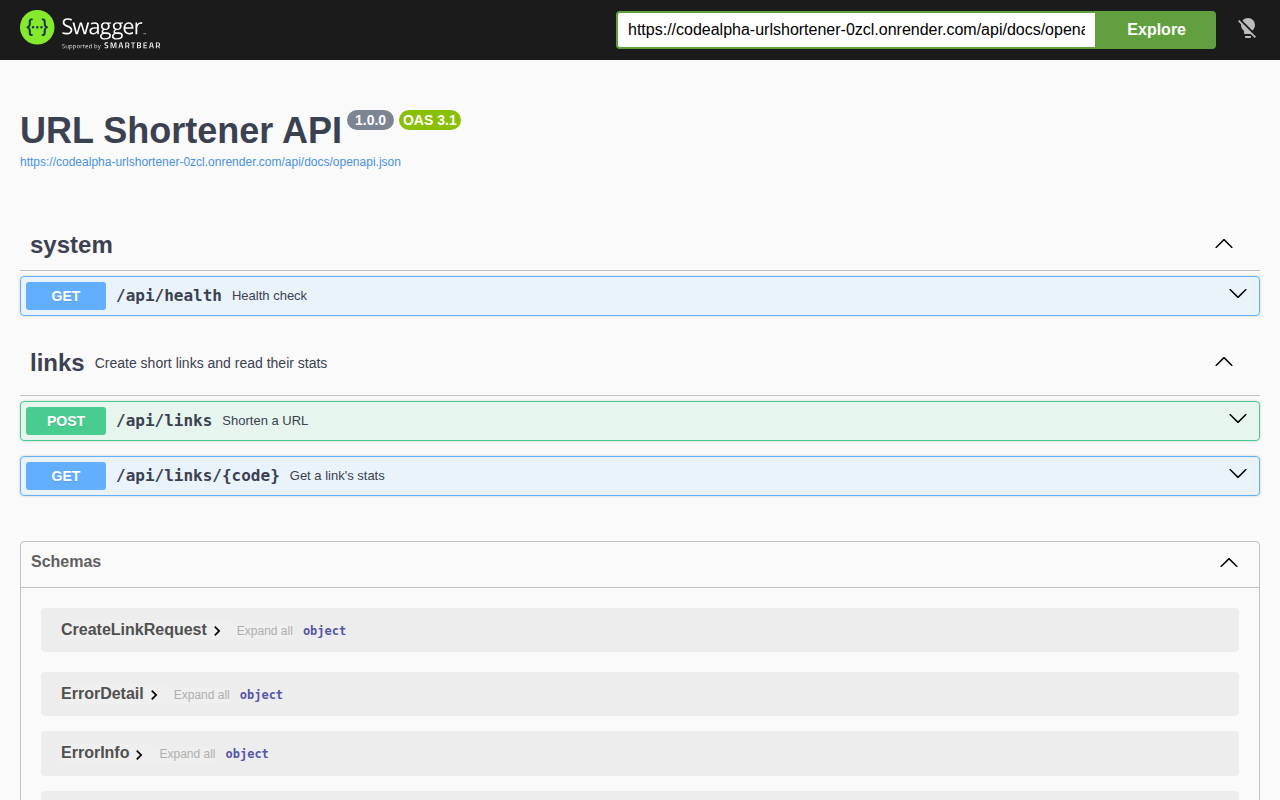 Swagger
Supported by SMARTBEAR
https://codealpha-urlshortener-0zcl.onrender.com/api/docs/opena
Explore
URL Shortener API 1.0.0 OAS 3.1
https://codealpha-urlshortener-0zcl.onrender.com/api/docs/openapi.json
system
GET /api/health Health check
links Create short links and read their stats
POST /api/links Shorten a URL
GET /api/links/{code} Get a link's stats
Schemas
CreateLinkRequest Expand all object
ErrorDetail Expand all object
ErrorInfo Expand all object